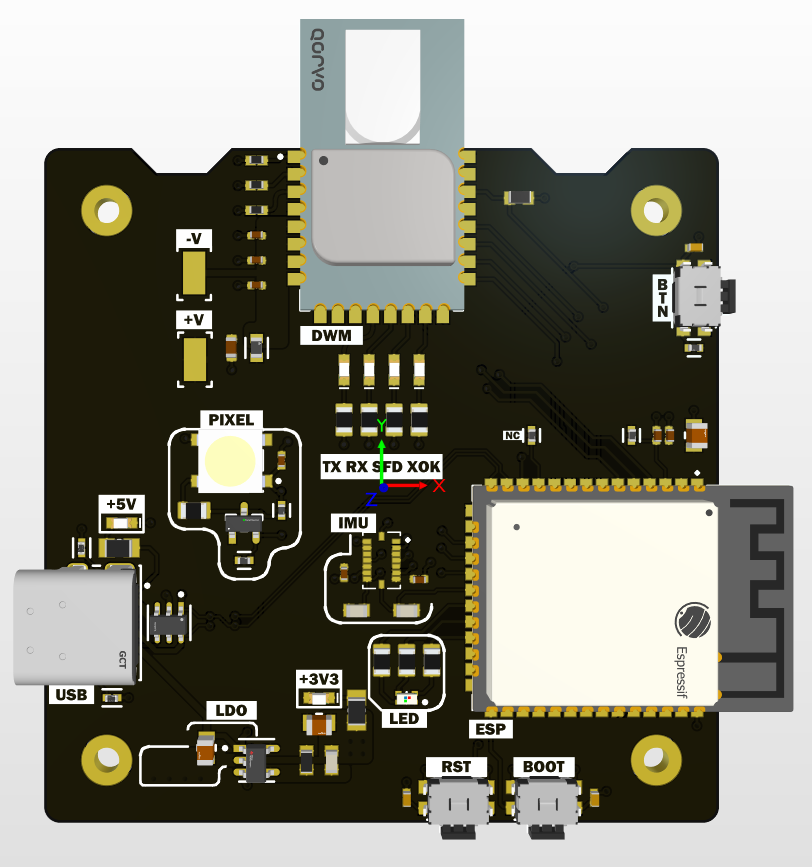 Qorvo
-V
+V
DWM
B
T
N
PIXEL
NC
TX RX SFD XOK
Y
X
Z
+5V
IMU
GCT
Espressif
USB
+3V3
LDO
LED
ESP
RST
BOOT